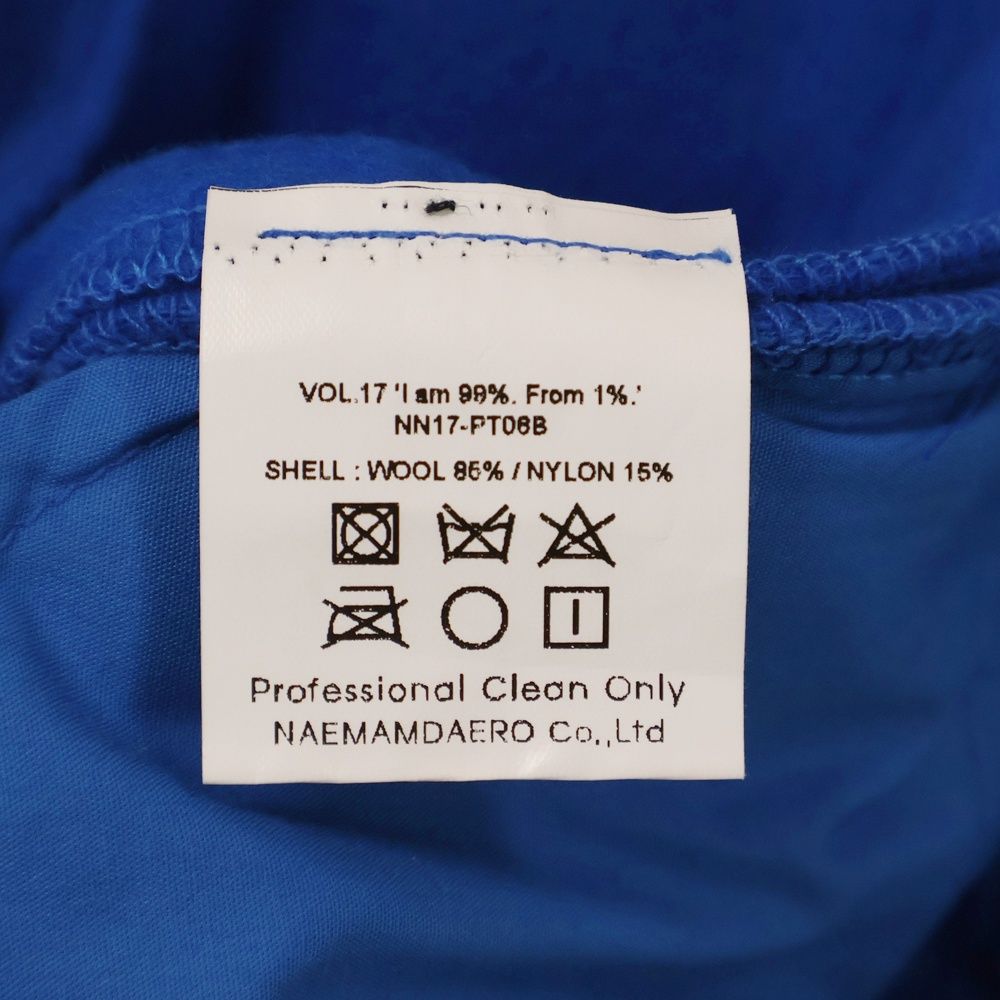 VOL.17 'I am 99%. From 1%.'
NN17-PT06B
SHELL : WOOL 85% / NYLON 15%
Professional Clean Only
NAEMAMDAERO Co.,Ltd